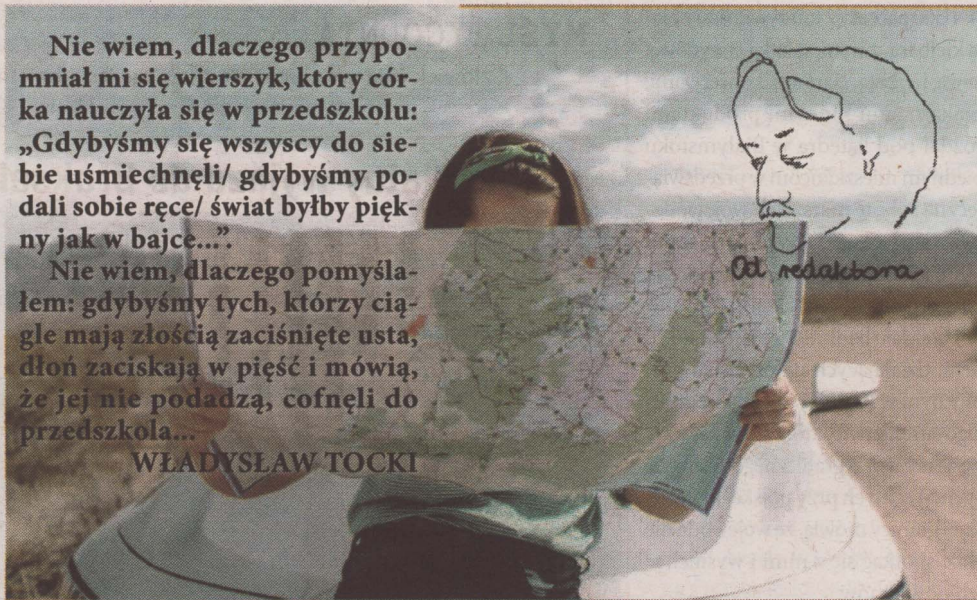 Nie wiem, dlaczego przypo-
mniał mi się wierszyk, który cór-
ka nauczyła się w przedszkolu:
„Gdybyśmy się wszyscy do sie-
bie uśmiechnęli/ gdybyśmy po-
dali sobie ręce/ świat byłby pięk-
ny jak w bajce...”.
Nie wiem, dlaczego pomyśla-
łem: gdybyśmy tych, którzy cią-
gle mają złością zaciśnięte usta,
dłoń zaciskają w pięść i mówią,
że jej nie podadzą, cofnęli do
przedszkola...
WŁADYSŁAW TOCKI
Od redaktora